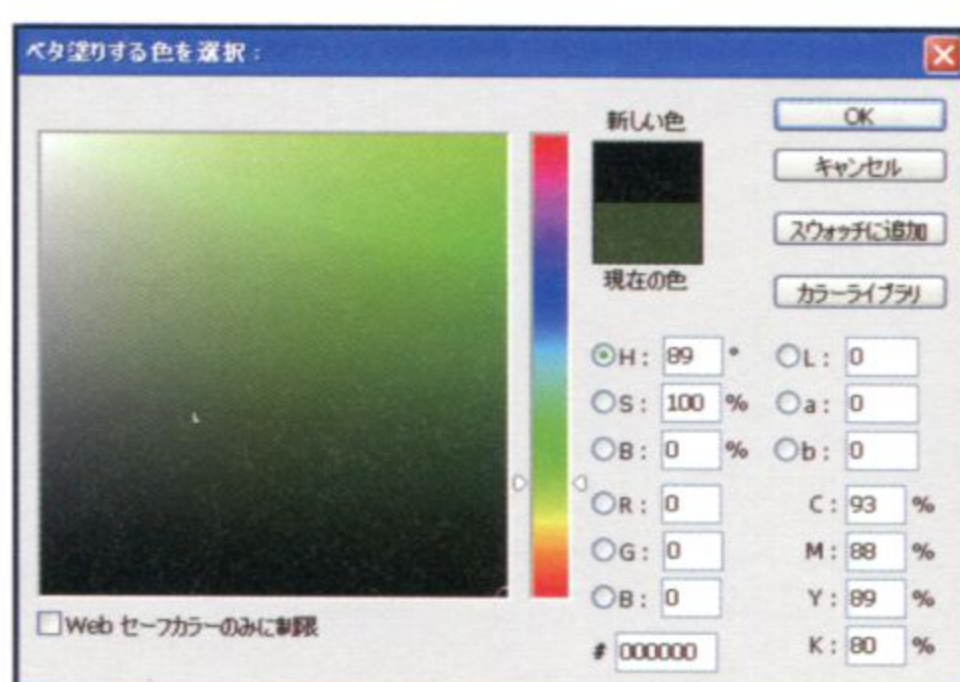 ベタ塗りする色を選択：
新しい色
現在の色
OK
キャンセル
スウォッチに追加
カラーライブラリ
H： 89 °
S： 100 %
B： 0 %
R： 0
G： 0
B： 0
# 000000
L： 0
a： 0
b： 0
C： 93 %
M： 88 %
Y： 89 %
K： 80 %
Web セーフカラーのみに制限